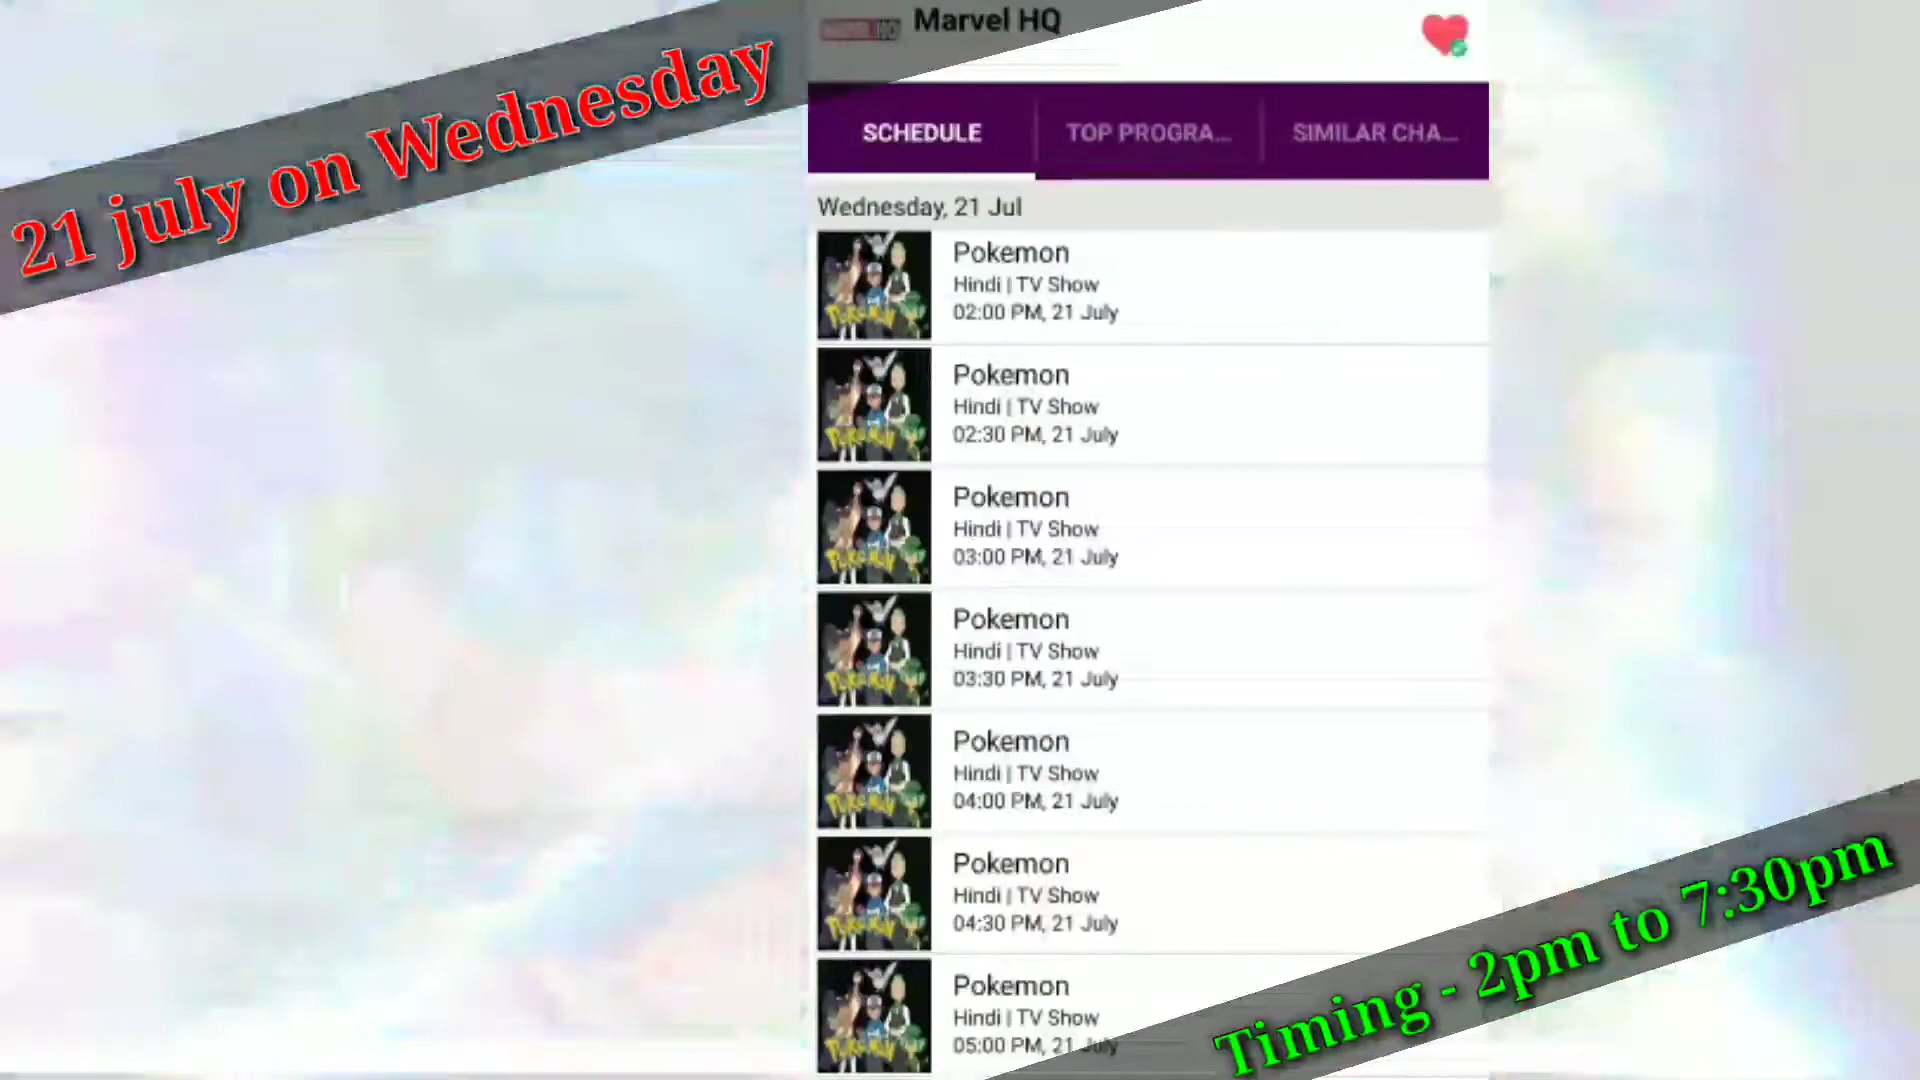 21 july on Wednesday
Marvel HQ
SCHEDULE
TOP PROGRA...
SIMILAR CHA...
Wednesday, 21 Jul
Pokemon
Hindi | TV Show
02:00 PM, 21 July
Pokemon
Hindi | TV Show
02:30 PM, 21 July
Pokemon
Hindi | TV Show
03:00 PM, 21 July
Pokemon
Hindi | TV Show
03:30 PM, 21 July
Pokemon
Hindi | TV Show
04:00 PM, 21 July
Pokemon
Hindi | TV Show
04:30 PM, 21 July
Pokemon
Hindi | TV Show
05:00 PM, 21 July
Timing - 2pm to 7:30pm